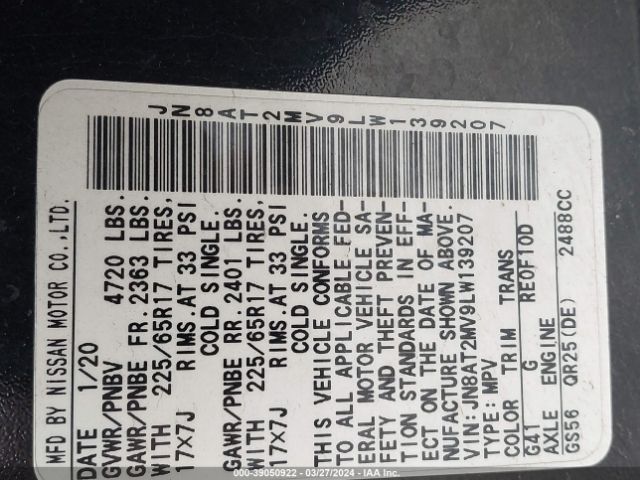 MFD BY NISSAN MOTOR CO.,LTD.
JN8AT2MV9LW139207
DATE 1/20
GVWR/PNBV 4720 LBS.
GAWR/PNBE FR. 2363 LBS.
WITH 225/65R17 TIRES,
17X7J RIMS.AT 33 PSI
COLD SINGLE.
GAWR/PNBE RR. 2401 LBS.
WITH 225/65R17 TIRES,
17X7J RIMS.AT 33 PSI
COLD SINGLE.
THIS VEHICLE CONFORMS
TO ALL APPLICABLE FED-
ERAL MOTOR VEHICLE SA-
FETY AND THEFT PREVEN-
TION STANDARDS IN EFF-
ECT ON THE DATE OF MA-
NUFACTURE SHOWN ABOVE.
VIN:JN8AT2MV9LW139207
TYPE: MPV
COLOR TRIM TRANS
G41 G RE0F10D
AXLE ENGINE
GS56 QR25(DE) 2488CC
000-39050922 - 03/27/2024 - IAA Inc.